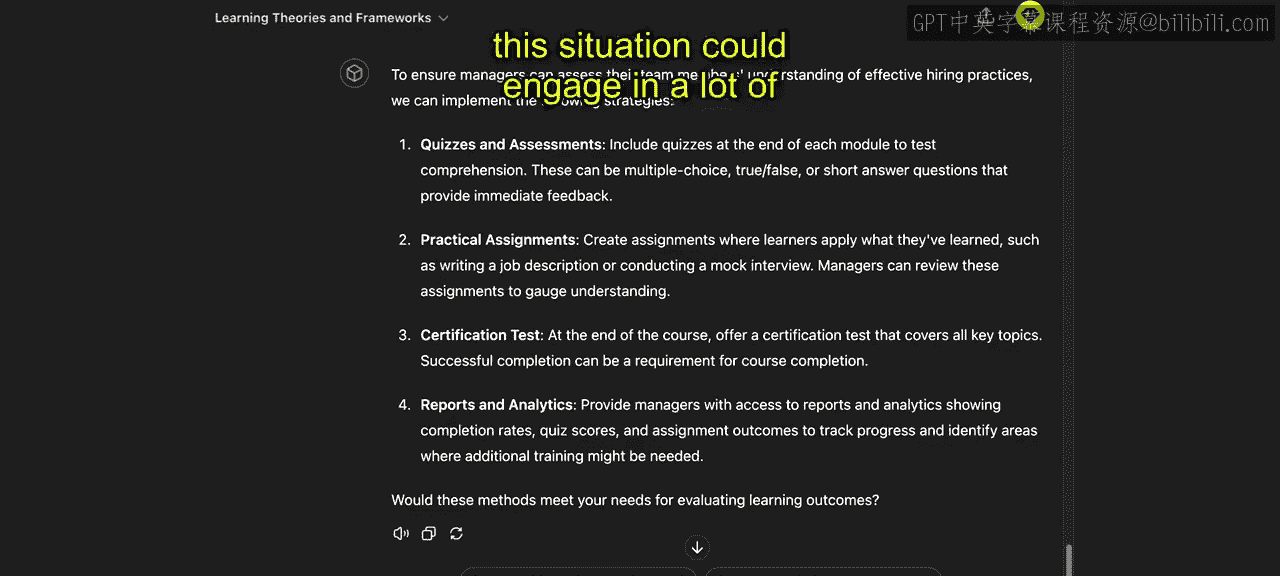 Learning Theories and Frameworks
GPT中英字幕课程资源@bilibili.com
this situation could
engage in a lot of
To ensure managers can assess their team members' understanding of effective hiring practices,
we can implement the following strategies:
1. Quizzes and Assessments: Include quizzes at the end of each module to test
comprehension. These can be multiple-choice, true/false, or short answer questions that
provide immediate feedback.
2. Practical Assignments: Create assignments where learners apply what they've learned, such
as writing a job description or conducting a mock interview. Managers can review these
assignments to gauge understanding.
3. Certification Test: At the end of the course, offer a certification test that covers all key topics.
Successful completion can be a requirement for course completion.
4. Reports and Analytics: Provide managers with access to reports and analytics showing
completion rates, quiz scores, and assignment outcomes to track progress and identify areas
where additional training might be needed.
Would these methods meet your needs for evaluating learning outcomes?